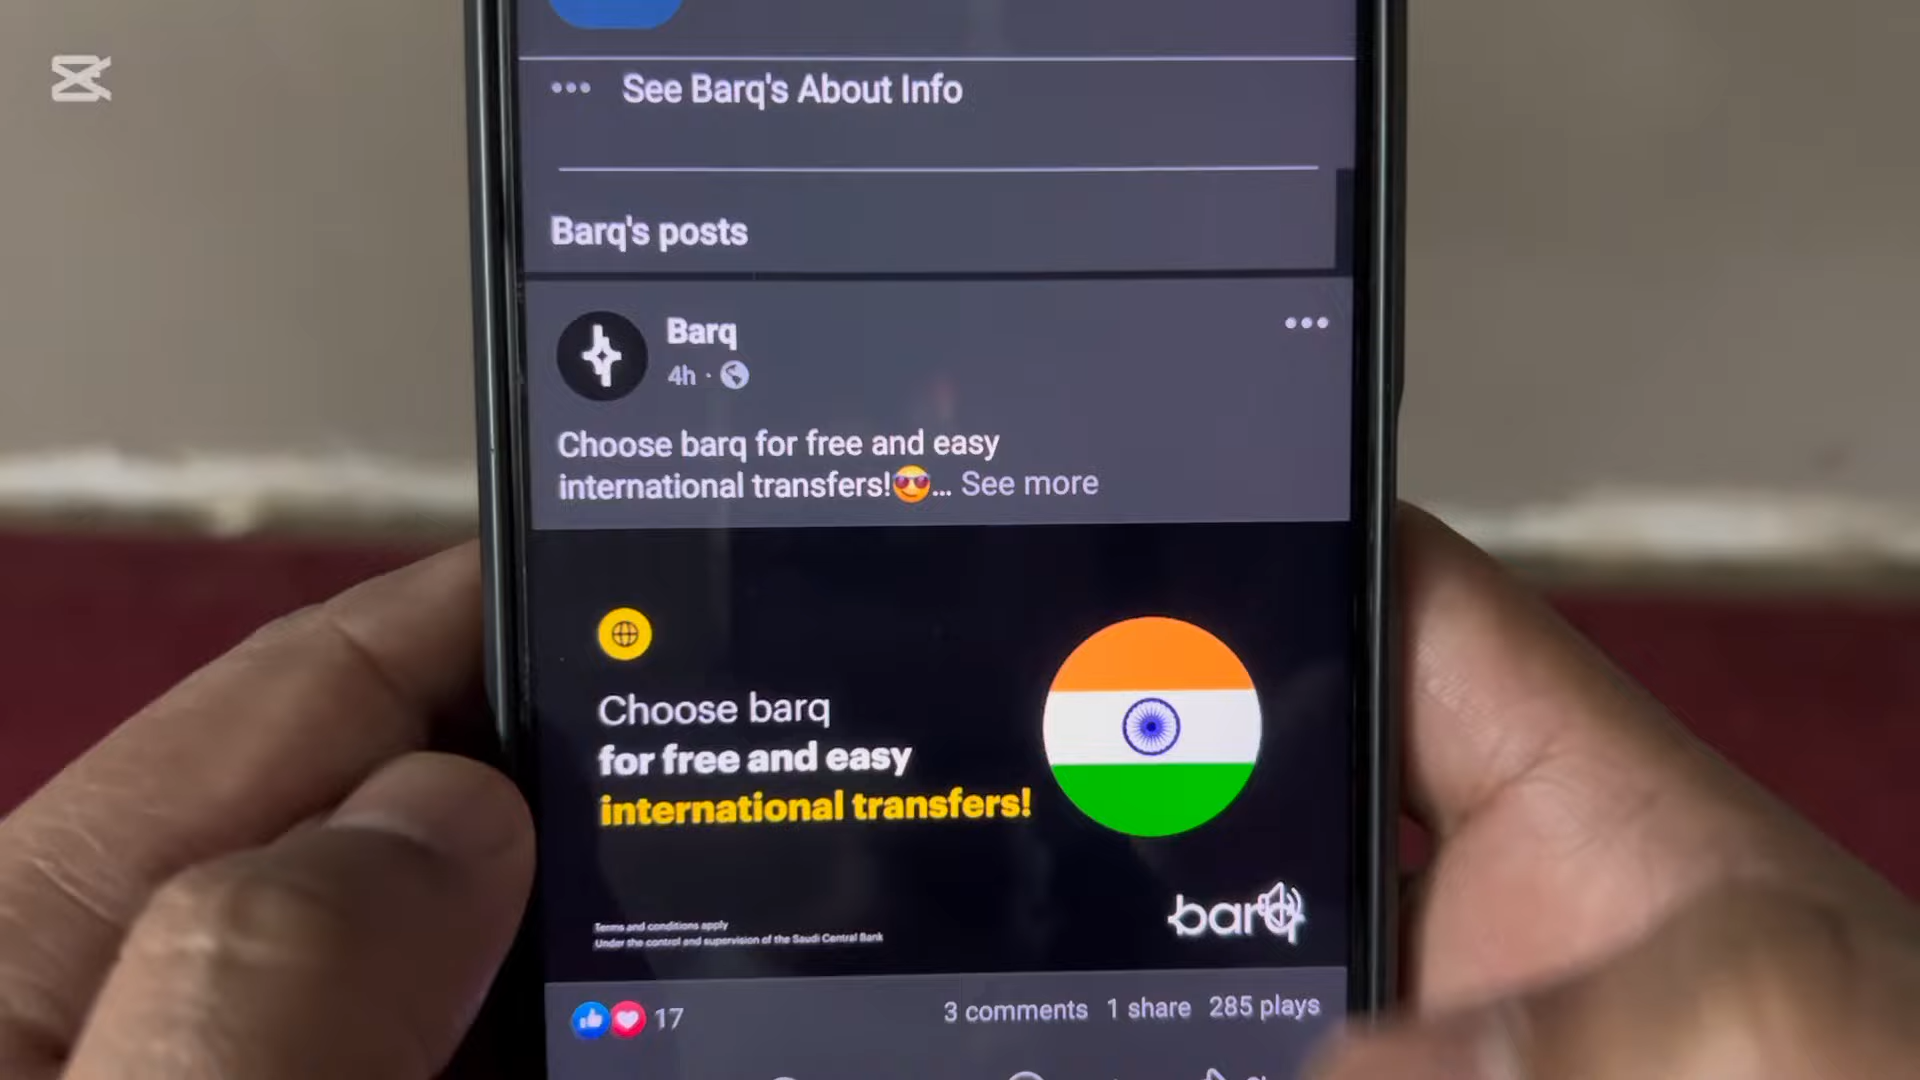 See Barq's About Info
Barq's posts
Barq
4h ·
Choose barq for free and easy
international transfers!😎... See more
Choose barq
for free and easy
international transfers!
Terms and conditions apply
Under the control and supervision of the Saudi Central Bank
barq
17
3 comments 1 share 285 plays